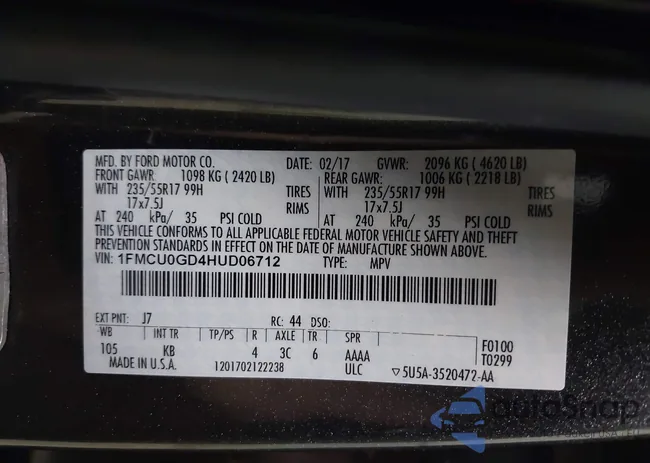 MFD. BY FORD MOTOR CO. DATE: 02/17 GVWR: 2096 KG ( 4620 LB)
FRONT GAWR: 1098 KG ( 2420 LB) REAR GAWR: 1006 KG ( 2218 LB)
WITH 235/55R17 99H TIRES WITH 235/55R17 99H TIRES
17x7.5J RIMS 17x7.5J RIMS
AT 240 kPa/ 35 PSI COLD AT 240 kPa/ 35 PSI COLD
THIS VEHICLE CONFORMS TO ALL APPLICABLE FEDERAL MOTOR VEHICLE SAFETY AND THEFT
PREVENTION STANDARDS IN EFFECT ON THE DATE OF MANUFACTURE SHOWN ABOVE.
VIN: 1FMCU0GD4HUD06712 TYPE: MPV
EXT PNT: J7 RC: 44 DSO:
WB INT TR TP/PS R AXLE TR SPR F0100
105 KB 4 3C 6 AAAA T0299
MADE IN U.S.A. 1201702122238 ULC ▽5U5A-3520472-AA
autoSnap